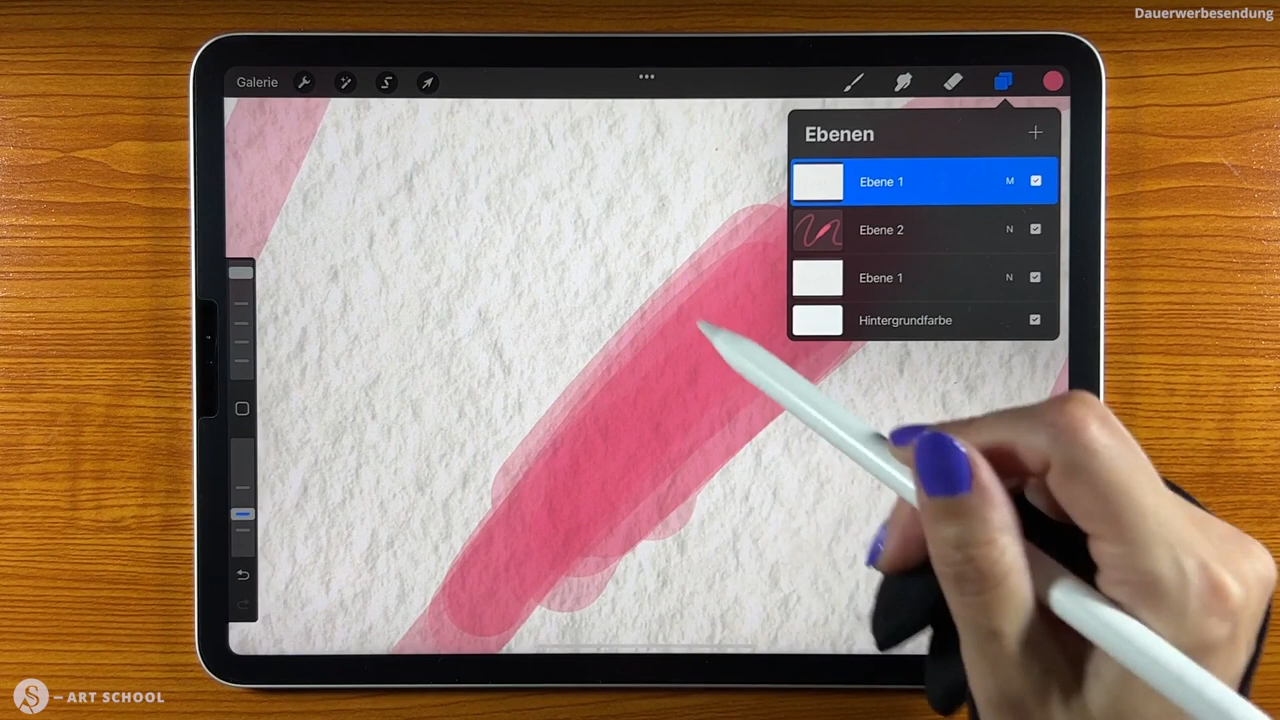 Dauerwerbesendung
Galerie
Ebenen
Ebene 1 M
Ebene 2 N
Ebene 1 N
Hintergrundfarbe
S – ART SCHOOL